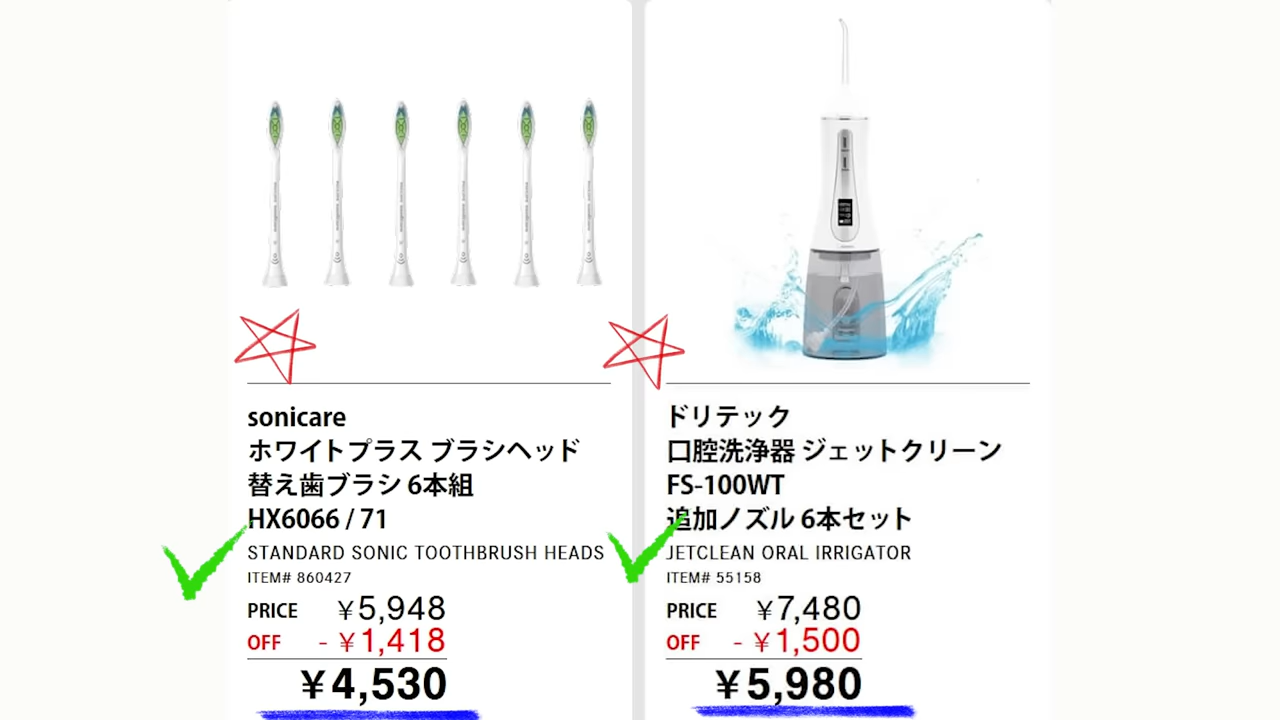 sonicare
ホワイトプラス ブラシヘッド
替え歯ブラシ 6本組
HX6066 / 71
STANDARD SONIC TOOTHBRUSH HEADS
ITEM# 860427
PRICE ￥5,948
OFF - ￥1,418
￥4,530
ドリテック
口腔洗浄器 ジェットクリーン
FS-100WT
追加ノズル 6本セット
JETCLEAN ORAL IRRIGATOR
ITEM# 55158
PRICE ￥7,480
OFF - ￥1,500
￥5,980